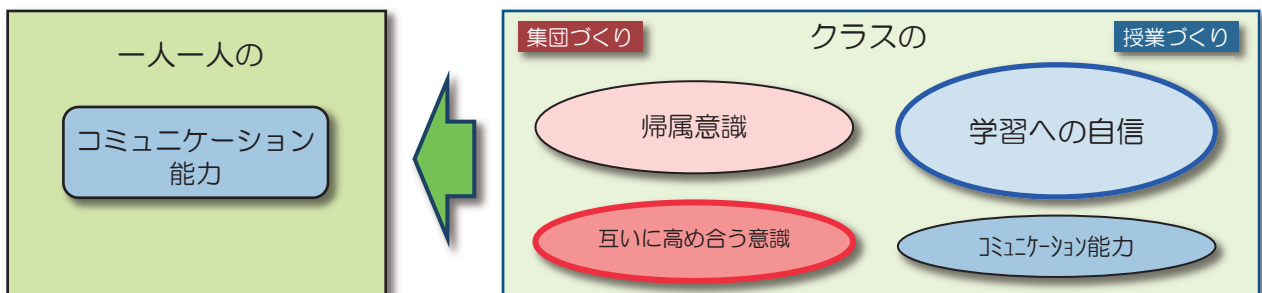 一人一人の
コミュニケーション
能力
集団づくり
クラスの
授業づくり
帰属意識
学習への自信
互いに高め合う意識
ｺﾐｭﾆｹｰｼｮﾝ能力